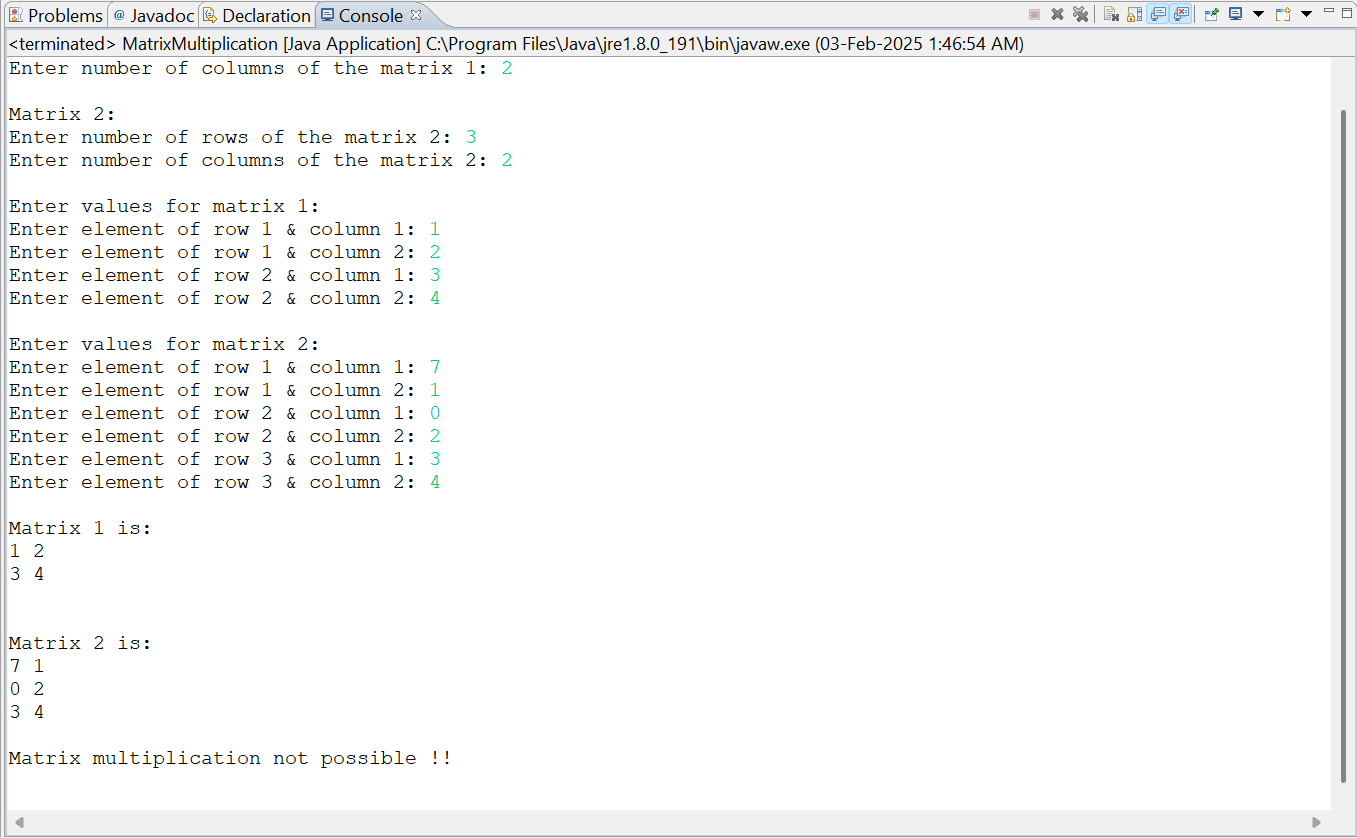 Problems @ Javadoc Declaration Console
<terminated> MatrixMultiplication [Java Application] C:\Program Files\Java\jre1.8.0_191\bin\javaw.exe (03-Feb-2025 1:46:54 AM)
Enter number of columns of the matrix 1: 2
Matrix 2:
Enter number of rows of the matrix 2: 3
Enter number of columns of the matrix 2: 2
Enter values for matrix 1:
Enter element of row 1 & column 1: 1
Enter element of row 1 & column 2: 2
Enter element of row 2 & column 1: 3
Enter element of row 2 & column 2: 4
Enter values for matrix 2:
Enter element of row 1 & column 1: 7
Enter element of row 1 & column 2: 1
Enter element of row 2 & column 1: 0
Enter element of row 2 & column 2: 2
Enter element of row 3 & column 1: 3
Enter element of row 3 & column 2: 4
Matrix 1 is:
1 2
3 4
Matrix 2 is:
7 1
0 2
3 4
Matrix multiplication not possible !!